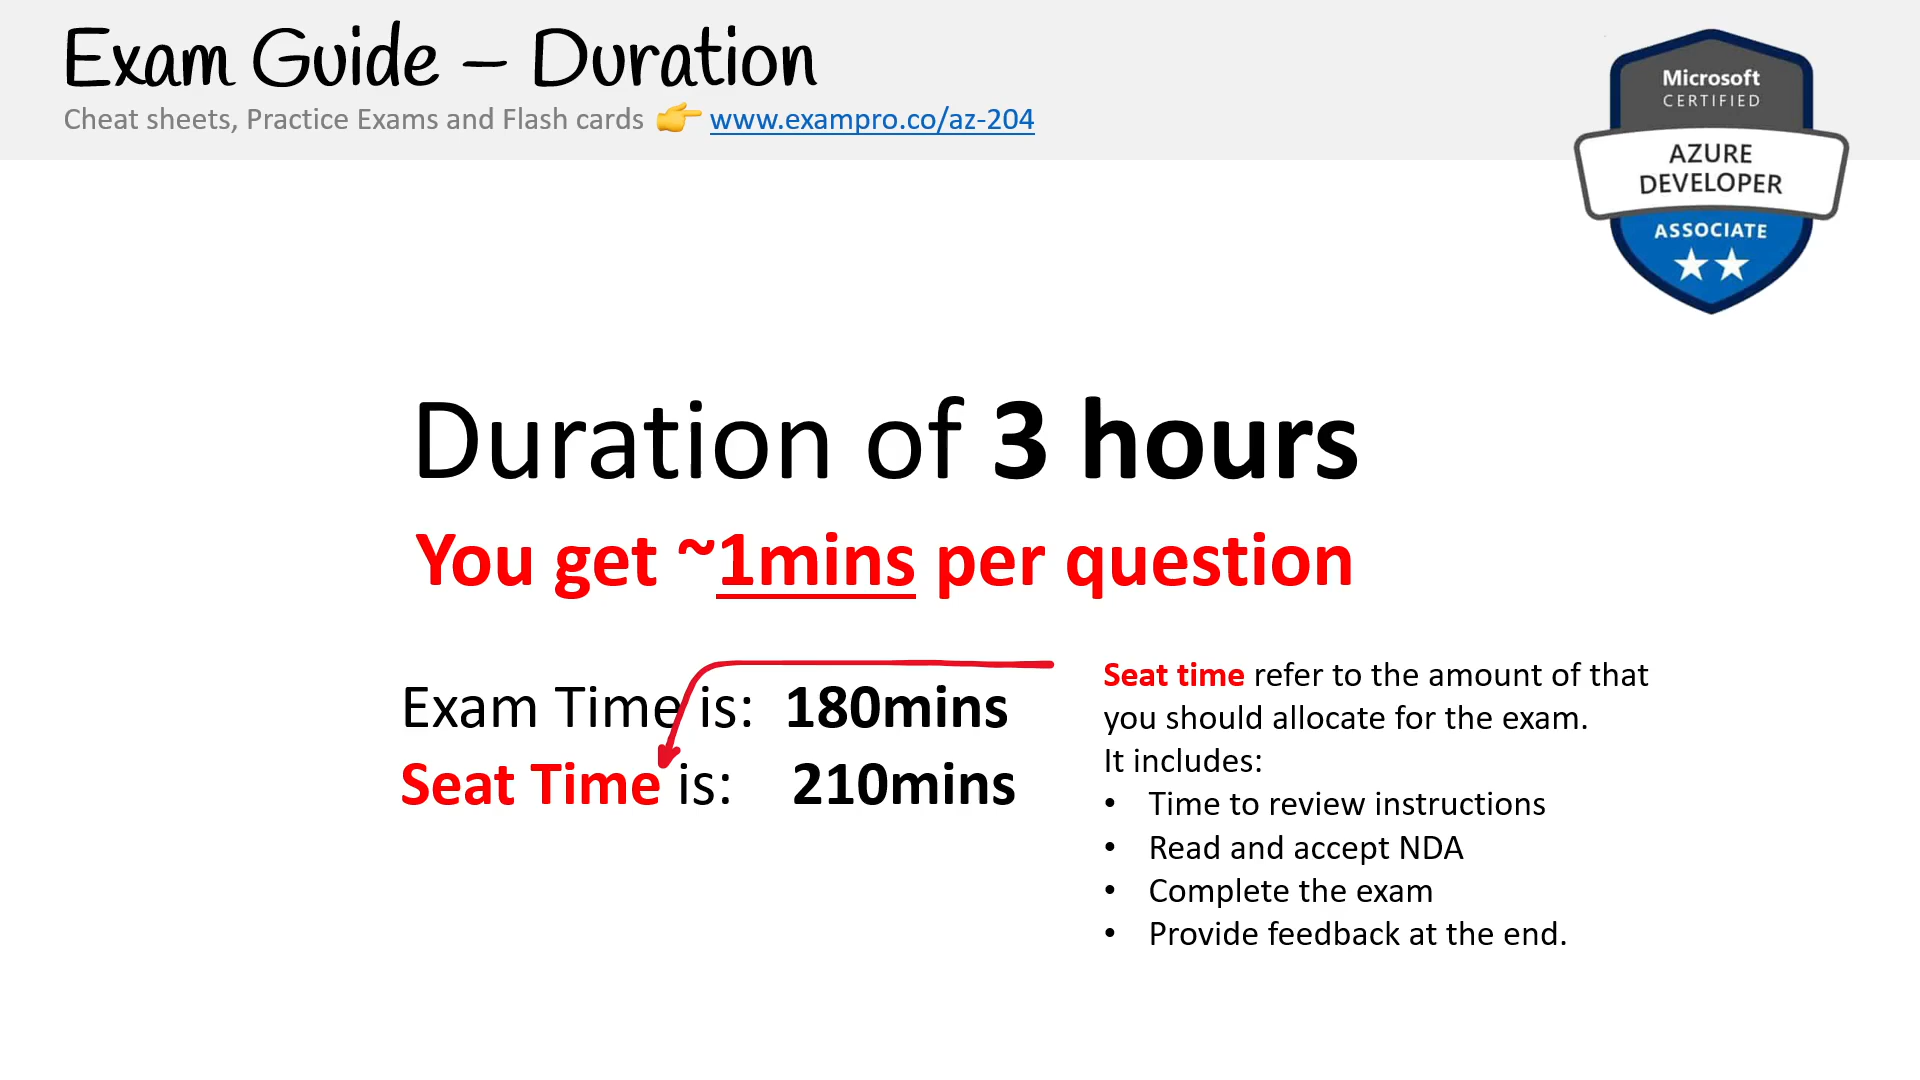 Exam Guide – Duration
Cheat sheets, Practice Exams and Flash cards 👉 www.exampro.co/az-204
Microsoft
CERTIFIED
AZURE
DEVELOPER
ASSOCIATE
Duration of 3 hours
You get ~1mins per question
Exam Time is: 180mins
Seat Time is: 210mins
Seat time refer to the amount of that
you should allocate for the exam.
It includes:
• Time to review instructions
• Read and accept NDA
• Complete the exam
• Provide feedback at the end.